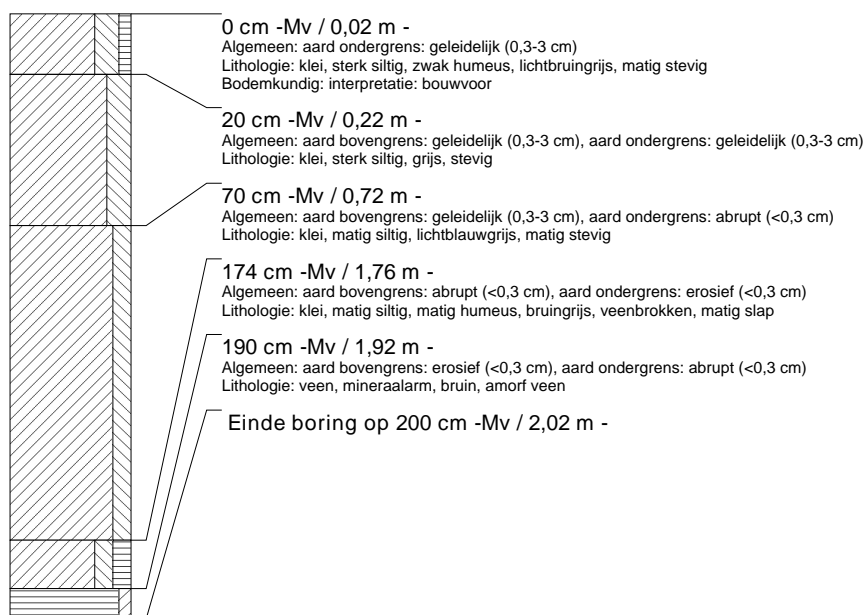 0 cm -Mv / 0,02 m -
Algemeen: aard ondergrens: geleidelijk (0,3-3 cm)
Lithologie: klei, sterk siltig, zwak humeus, lichtbruingrijs, matig stevig
Bodemkundig: interpretatie: bouwvoor
20 cm -Mv / 0,22 m -
Algemeen: aard bovengrens: geleidelijk (0,3-3 cm), aard ondergrens: geleidelijk (0,3-3 cm)
Lithologie: klei, sterk siltig, grijs, stevig
70 cm -Mv / 0,72 m -
Algemeen: aard bovengrens: geleidelijk (0,3-3 cm), aard ondergrens: abrupt (<0,3 cm)
Lithologie: klei, matig siltig, lichtblauwgrijs, matig stevig
174 cm -Mv / 1,76 m -
Algemeen: aard bovengrens: abrupt (<0,3 cm), aard ondergrens: erosief (<0,3 cm)
Lithologie: klei, matig siltig, matig humeus, bruingrijs, veenbrokken, matig slap
190 cm -Mv / 1,92 m -
Algemeen: aard bovengrens: erosief (<0,3 cm), aard ondergrens: abrupt (<0,3 cm)
Lithologie: veen, mineraalarm, bruin, amorf veen
Einde boring op 200 cm -Mv / 2,02 m -